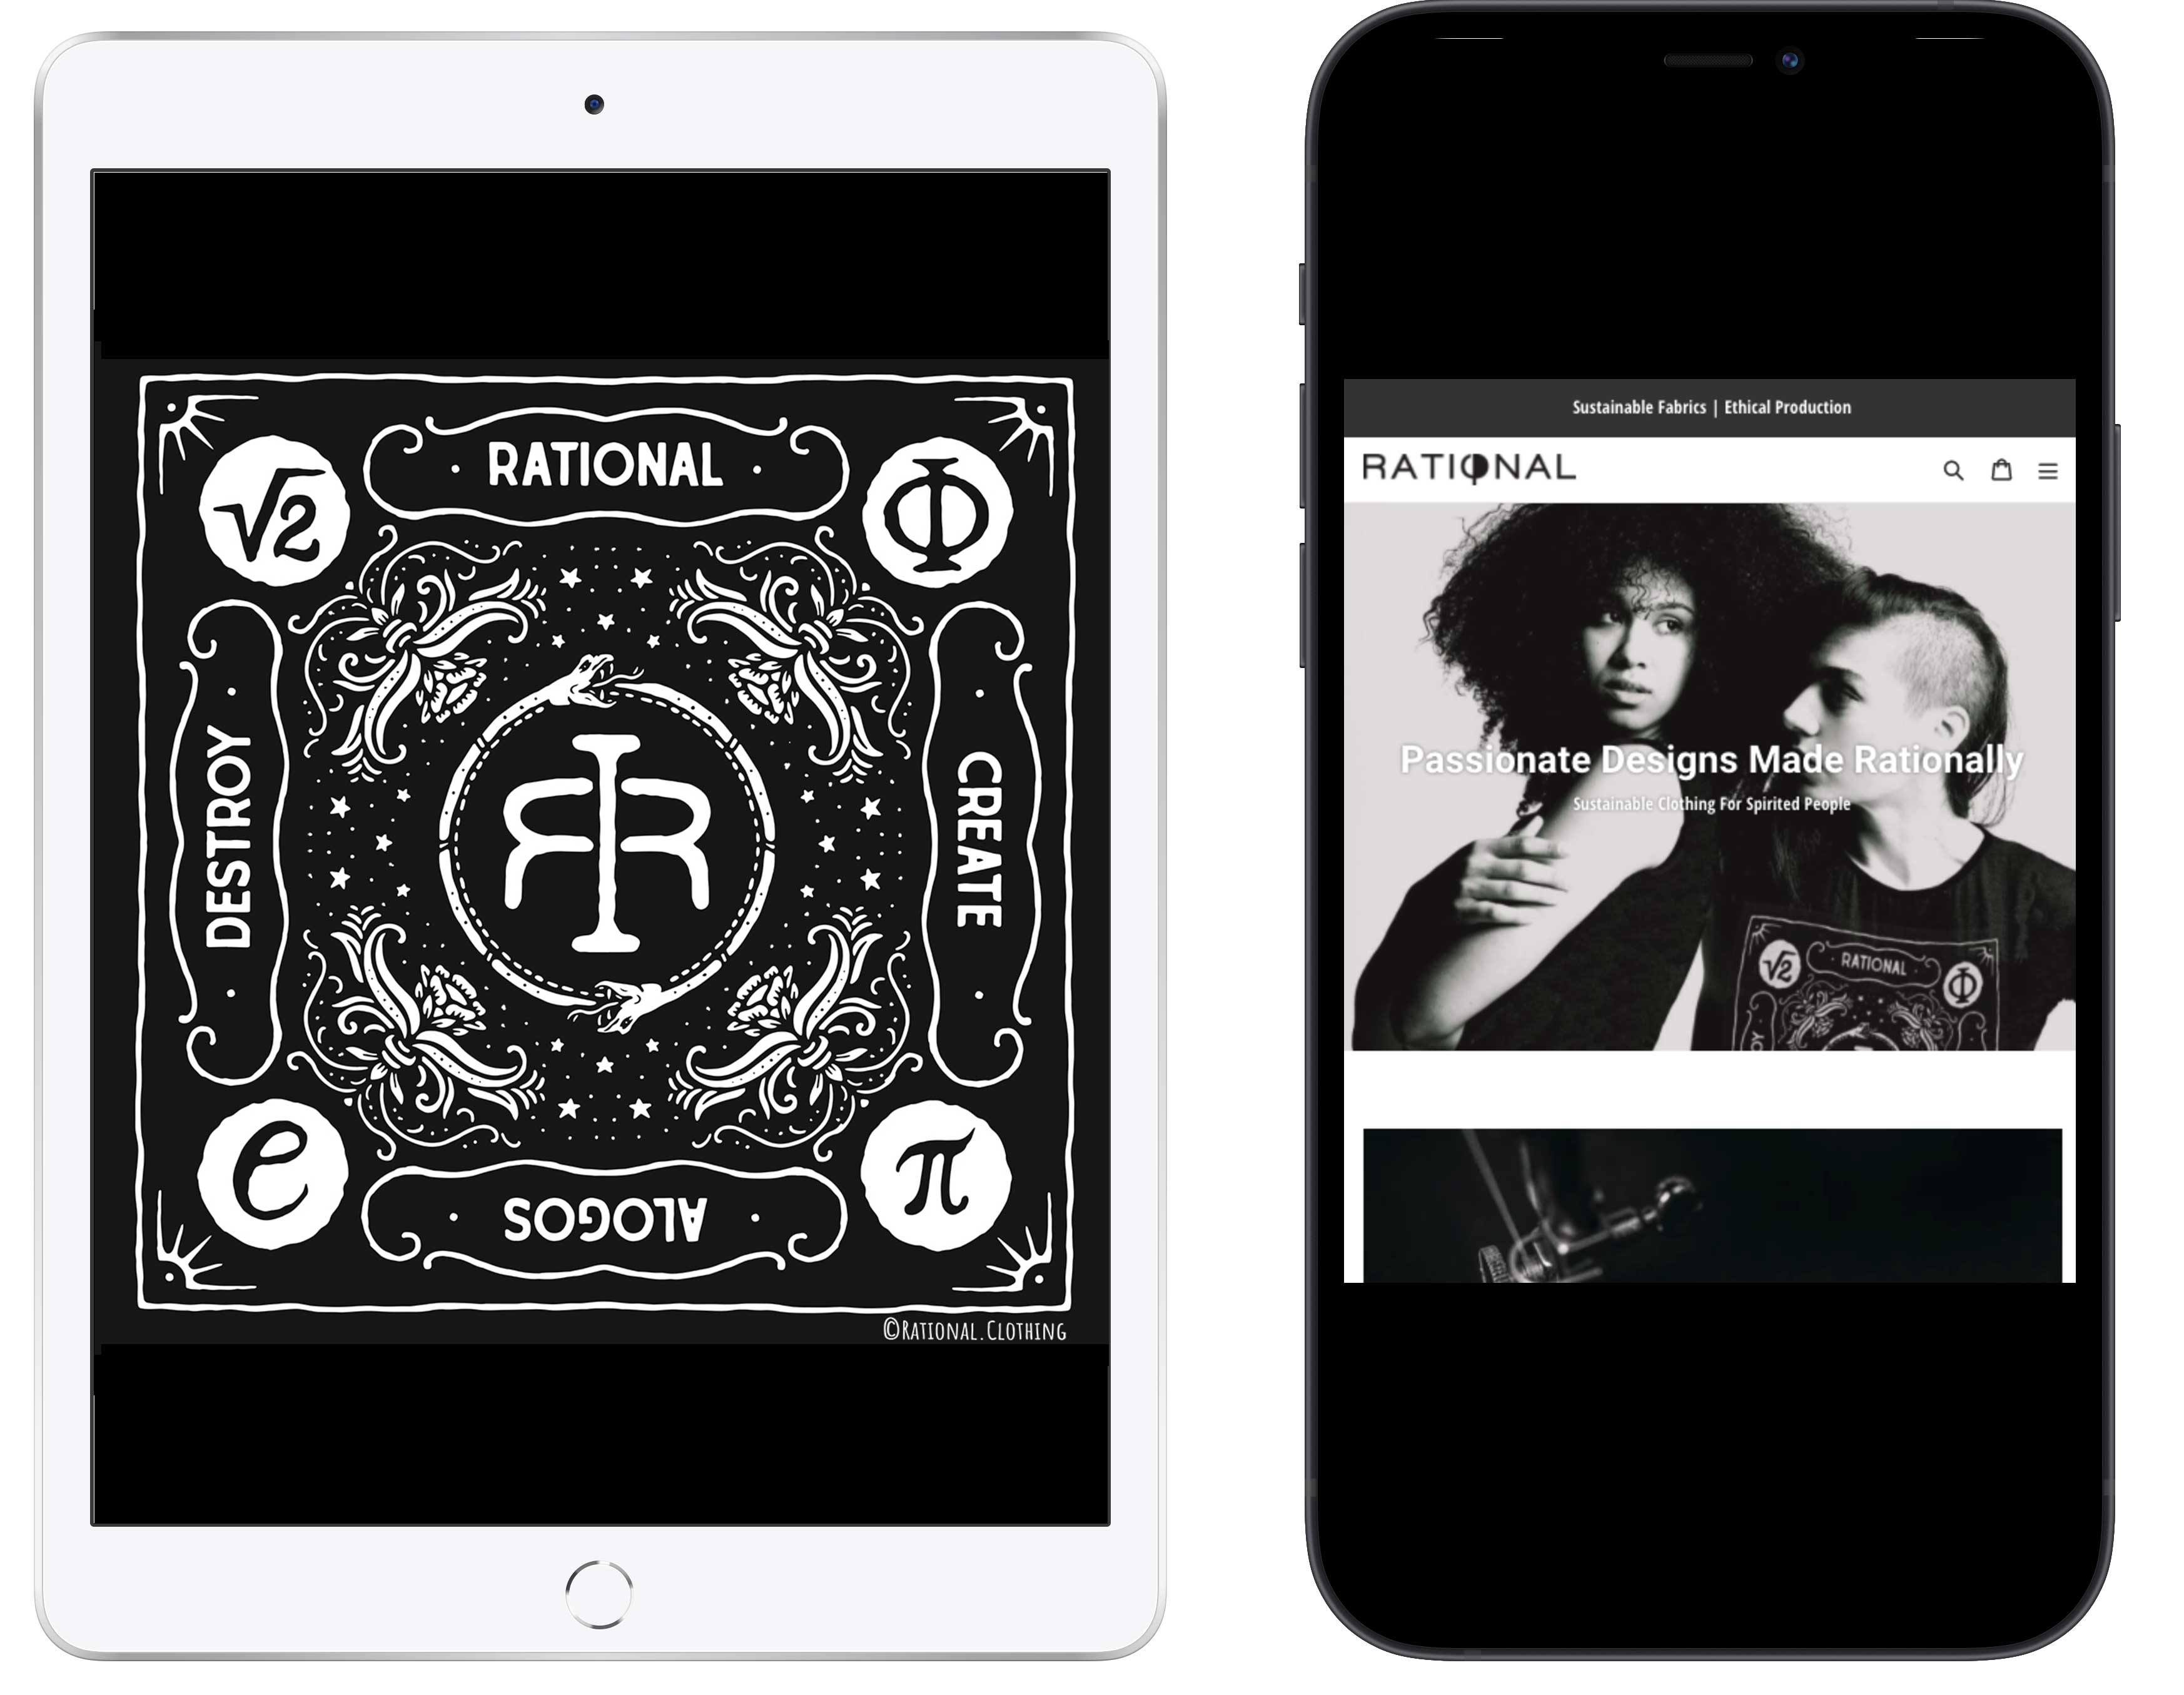 RATIONAL
√2
Φ
DESTROY
CREATE
R
e
π
ALOGOS
©RATIONAL.CLOTHING
Sustainable Fabrics | Ethical Production
RATIONAL
Passionate Designs Made Rationally
Sustainable Clothing For Spirited People
√2
RATIONAL
Φ